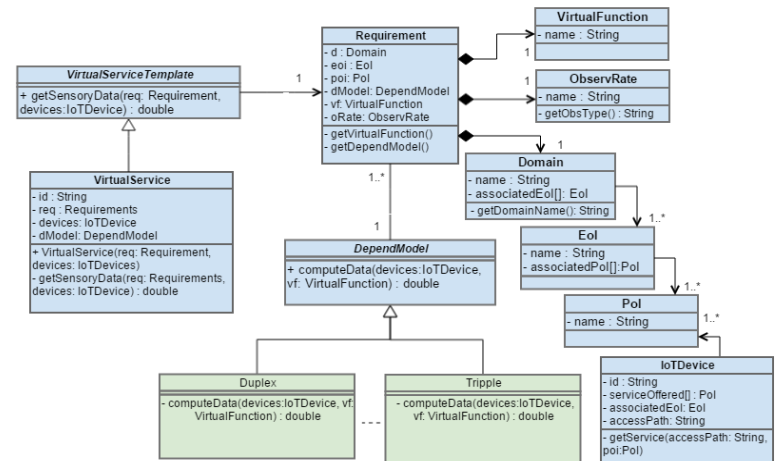 VirtualServiceTemplate
+ getSensoryData(req: Requirement,
devices:IoTDevice) : double
1
VirtualService
- id : String
- req : Requirements
- devices: IoTDevice
- dModel: DependModel
+ VirtualService(req: Requirement,
devices: IoTDevices)
- getSensoryData(req: Requirements,
devices: IoTDevice) : double
Requirement
- d : Domain
- eoi : EoI
- poi: PoI
- dModel: DependModel
- vf: VirtualFunction
- oRate: ObservRate
- getVirtualFunction()
- getDependModel()
1..*
1
DependModel
+ computeData(devices:IoTDevice,
vf: VirtualFunction) : double
Duplex
- computeData(devices:IoTDevice, vf:
VirtualFunction) : double
Tripple
- computeData(devices:IoTDevice,
vf: VirtualFunction) : double
VirtualFunction
- name : String
1
1
ObservRate
- name : String
- getObsType() : String
1
Domain
- name : String
- associatedEoI[]: EoI
- getDomainName(): String
1..*
EoI
- name : String
- associatedPoI[]:PoI
1..*
PoI
- name : String
1..*
IoTDevice
- id : String
- serviceOffered[] : PoI
- associatedEoI: EoI
- accessPath: String
- getService(accessPath: String,
poi:PoI)